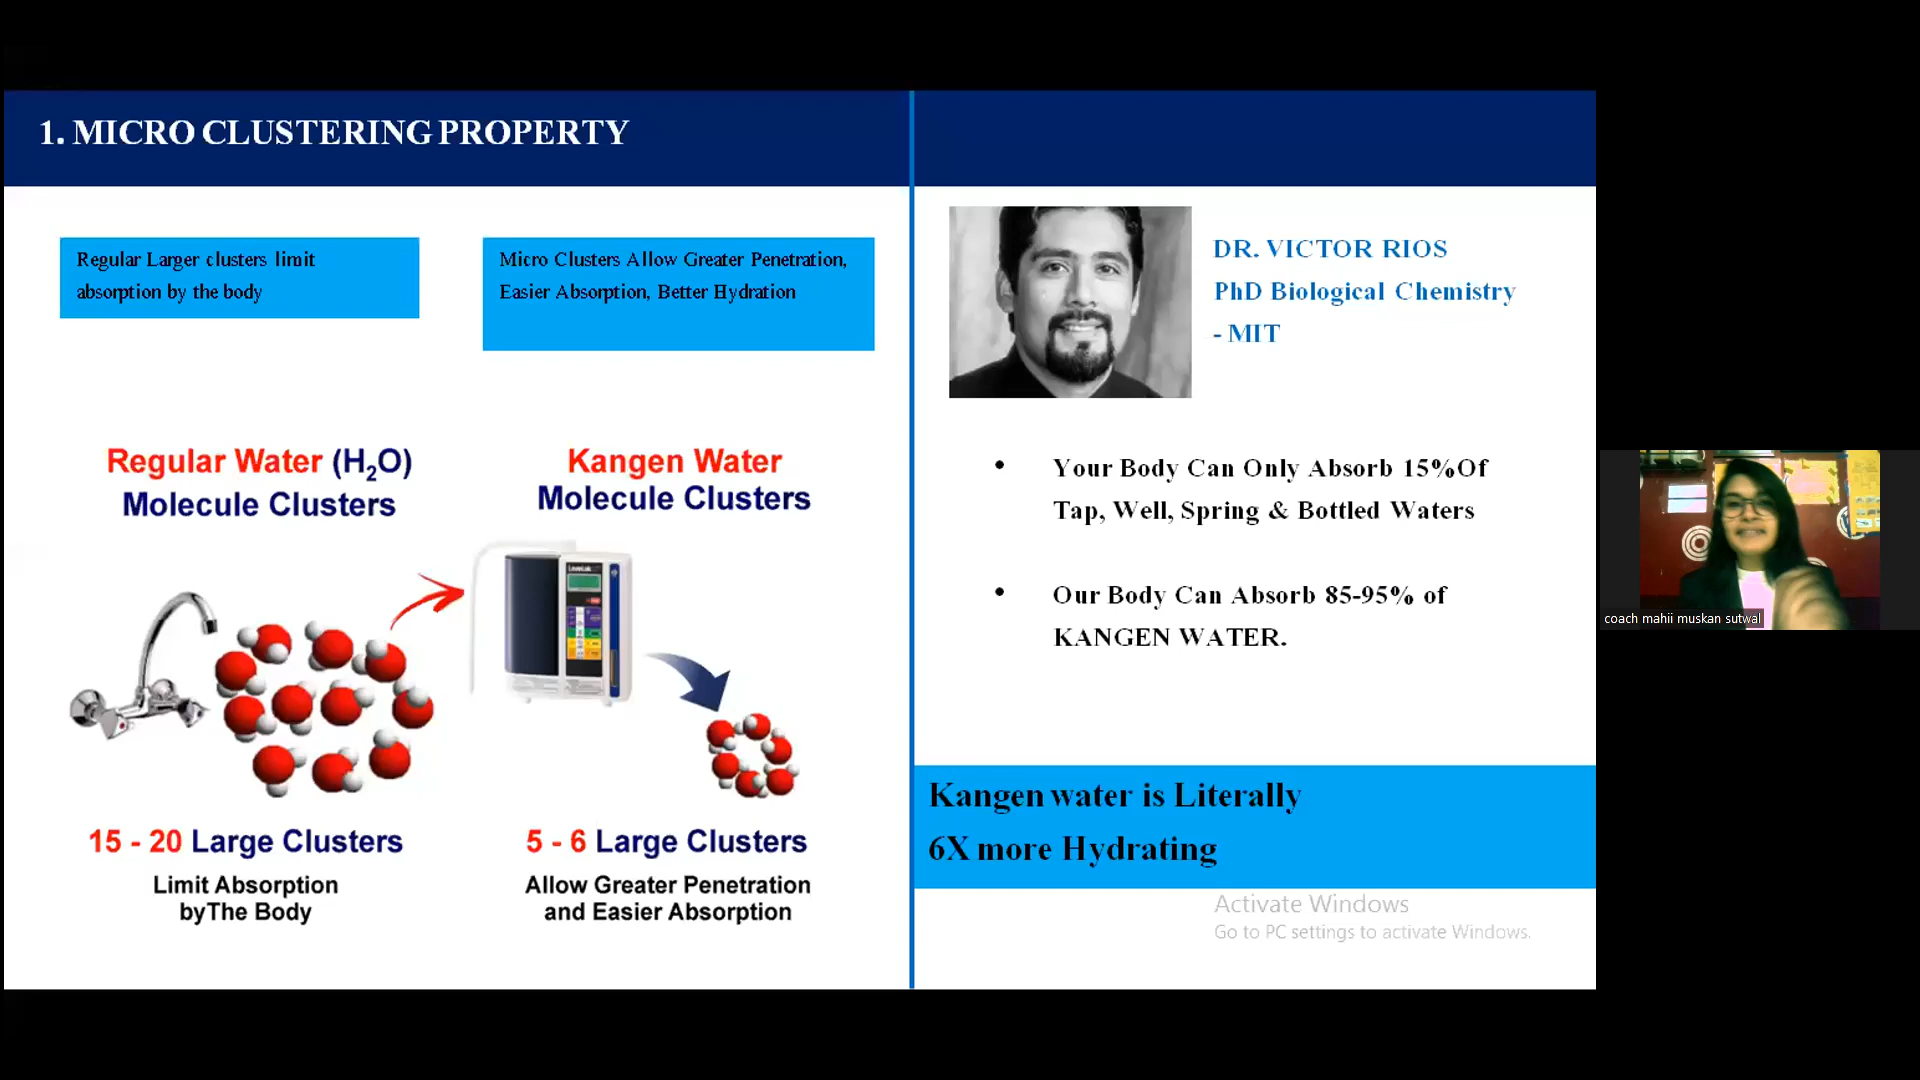 1. MICRO CLUSTERING PROPERTY
Regular Larger clusters limit
absorption by the body
Micro Clusters Allow Greater Penetration,
Easier Absorption, Better Hydration
Regular Water (H₂O)
Molecule Clusters
Kangen Water
Molecule Clusters
15 - 20 Large Clusters
Limit Absorption
byThe Body
5 - 6 Large Clusters
Allow Greater Penetration
and Easier Absorption
DR. VICTOR RIOS
PhD Biological Chemistry
- MIT
• Your Body Can Only Absorb 15%Of
Tap, Well, Spring & Bottled Waters
• Our Body Can Absorb 85-95% of
KANGEN WATER.
Kangen water is Literally
6X more Hydrating
Activate Windows
Go to PC settings to activate Windows.
coach mahii muskan sutwal